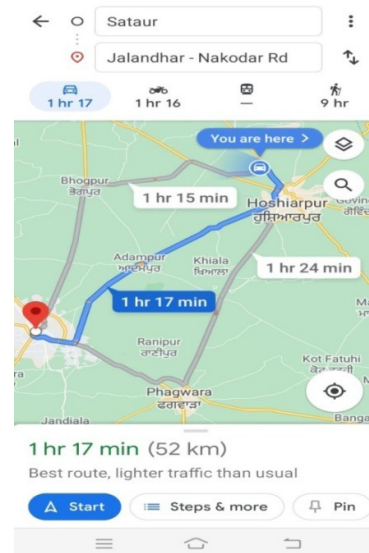 Sataur
Jalandhar - Nakodar Rd
1 hr 17
1 hr 16
—
9 hr
You are here >
Bhogpur
ਭੋਗਪੁਰ
1 hr 15 min
Hoshiarpur
ਹੁਸ਼ਿਆਰਪੁਰ
Adampur
ਆਦਮਪੁਰ
Khiala
ਖਿਆਲਾ
1 hr 24 min
1 hr 17 min
Ranipur
ਰਾਣੀਪੁਰ
Kot Fatuhi
Phagwara
ਫਗਵਾੜਾ
Jandiala
Banga
1 hr 17 min (52 km)
Best route, lighter traffic than usual
Start
Steps & more
Pin